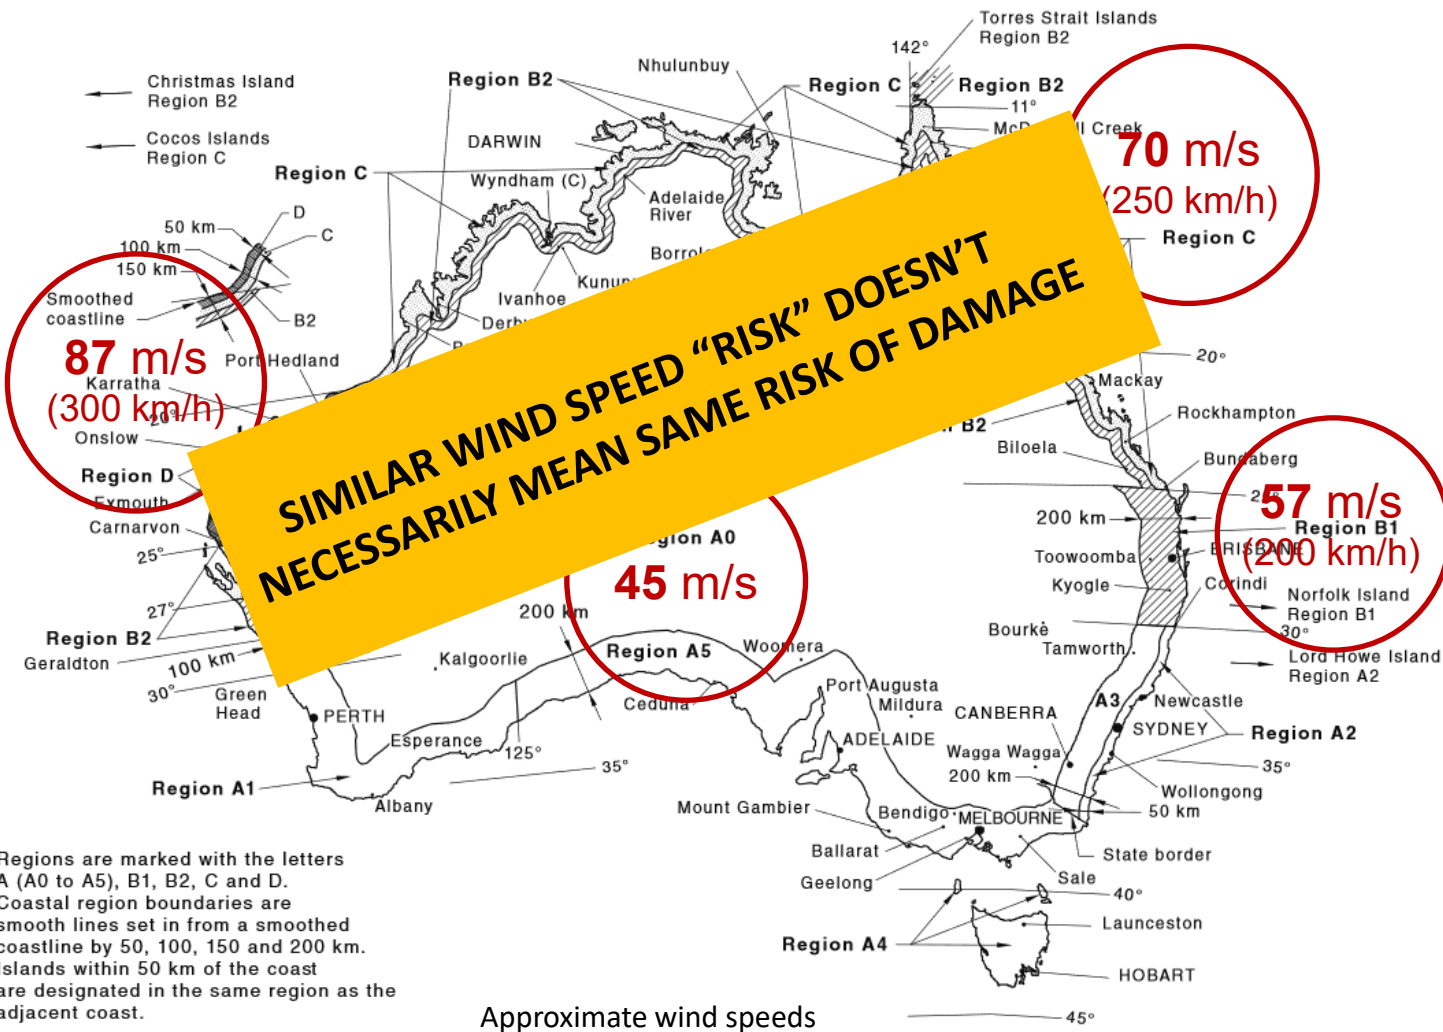 Torres Strait Islands
Region B2
142°
Nhulunbuy
Christmas Island
Region B2
Region B2
Region C
Region B2
11°
Cocos Islands
Region C
DARWIN
Region C
Wyndham (C)
Adelaide
River
70 m/s
(250 km/h)
Region C
D
50 km
C
100 km
150 km
Ivanhoe
Smoothed
coastline
B2
87 m/s
(300 km/h)
Port Hedland
Karratha
20°
Onslow
Region D
Exmouth
Carnarvon
25°
SIMILAR WIND SPEED “RISK” DOESN’T
NECESSARILY MEAN SAME RISK OF DAMAGE
20°
Mackay
Rockhampton
B2
Biloela
Bundaberg
57 m/s
(200 km/h)
200 km
Region B1
Toowoomba
BRISBANE
Kyogle
Corindi
Norfolk Island
Region B1
30°
Bourke
Tamworth
Lord Howe Island
Region A2
Region A0
45 m/s
27°
Region B2
Geraldton
100 km
30°
Green
Head
200 km
Kalgoorlie
Region A5
Woomera
Ceduna
Port Augusta
Mildura
A3
Newcastle
CANBERRA
SYDNEY
Region A2
PERTH
Esperance
125°
35°
ADELAIDE
Wagga Wagga
200 km
35°
Wollongong
Region A1
Albany
Mount Gambier
Bendigo
MELBOURNE
50 km
Ballarat
State border
Geelong
Sale
40°
Launceston
Region A4
HOBART
45°
Regions are marked with the letters
A (A0 to A5), B1, B2, C and D.
Coastal region boundaries are
smooth lines set in from a smoothed
coastline by 50, 100, 150 and 200 km.
Islands within 50 km of the coast
are designated in the same region as the
adjacent coast.
Approximate wind speeds